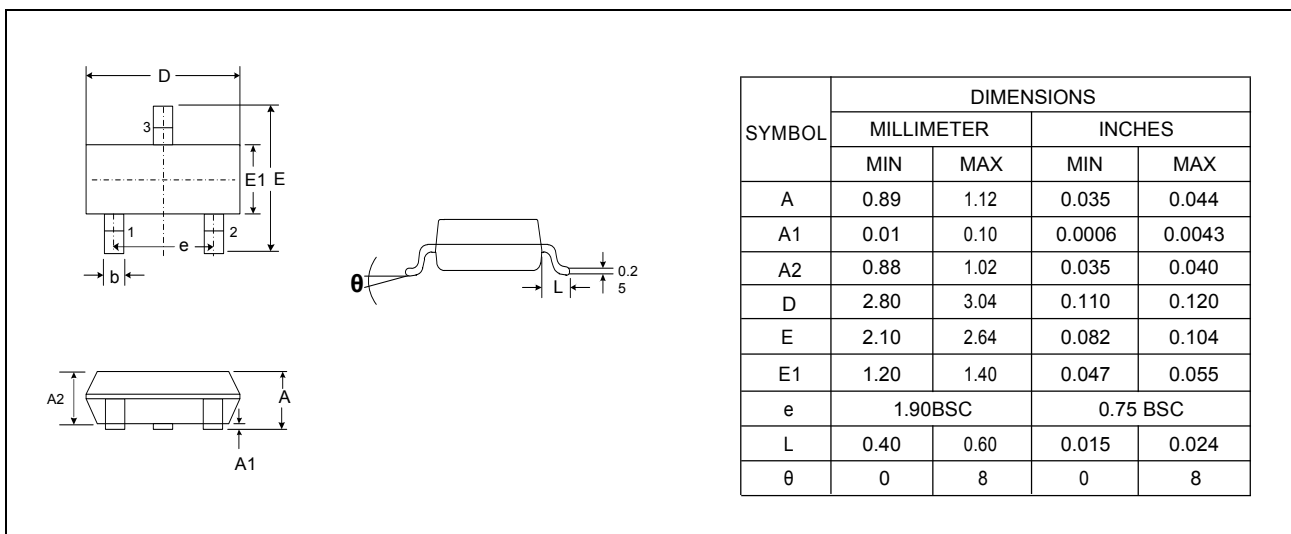 D
3
E1 E
1 2
e
b
θ
L
0.2
5
A2
A
A1
DIMENSIONS
SYMBOL MILLIMETER INCHES
MIN MAX MIN MAX
A 0.89 1.12 0.035 0.044
A1 0.01 0.10 0.0006 0.0043
A2 0.88 1.02 0.035 0.040
D 2.80 3.04 0.110 0.120
E 2.10 2.64 0.082 0.104
E1 1.20 1.40 0.047 0.055
e 1.90BSC 0.75 BSC
L 0.40 0.60 0.015 0.024
θ 0 8 0 8